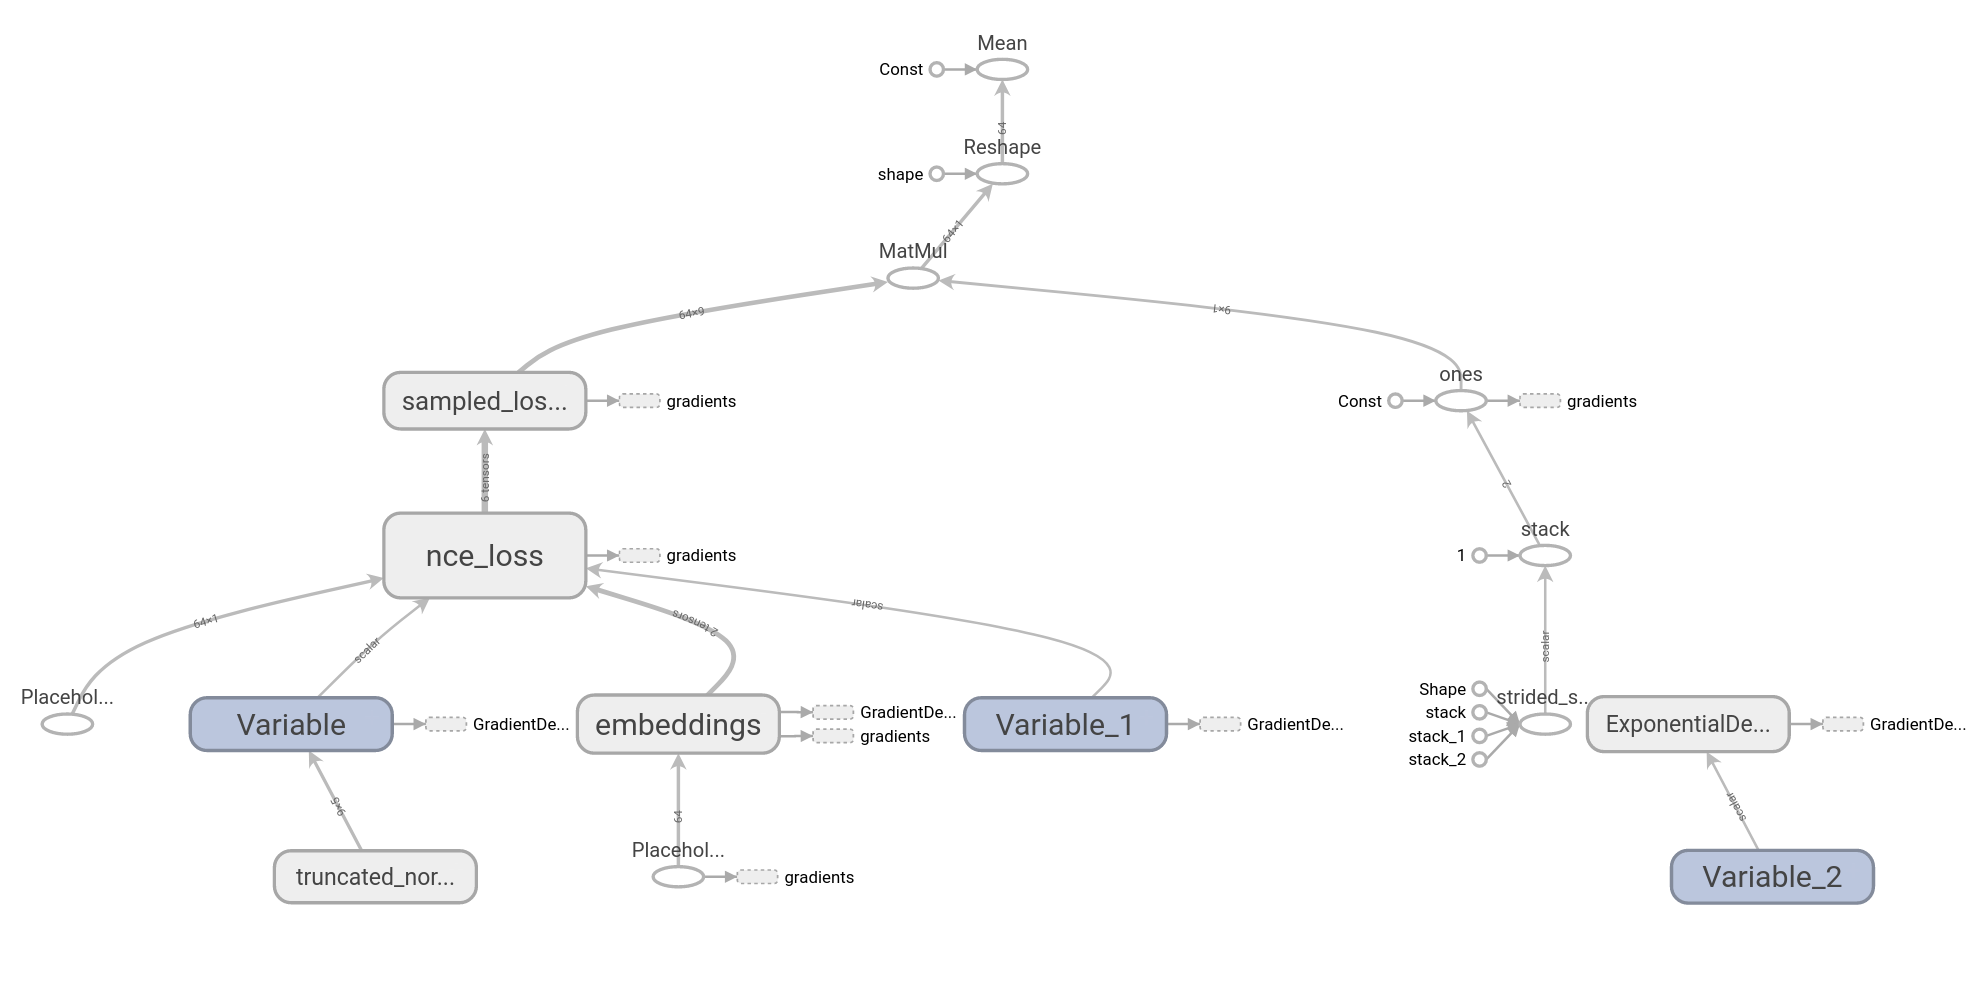 Mean
Const
64
Reshape
shape
64×1
MatMul
64×9
9×1
sampled_los...
gradients
ones
Const
gradients
6 tensors
2
nce_loss
gradients
stack
1
64×1
scalar
2 tensors
scalar
scalar
Placehol...
Variable
GradientDe...
embeddings
GradientDe...
gradients
Variable_1
GradientDe...
Shape
stack
stack_1
stack_2
strided_s...
ExponentialDe...
GradientDe...
9×5
64
scalar
truncated_nor...
Placehol...
gradients
Variable_2